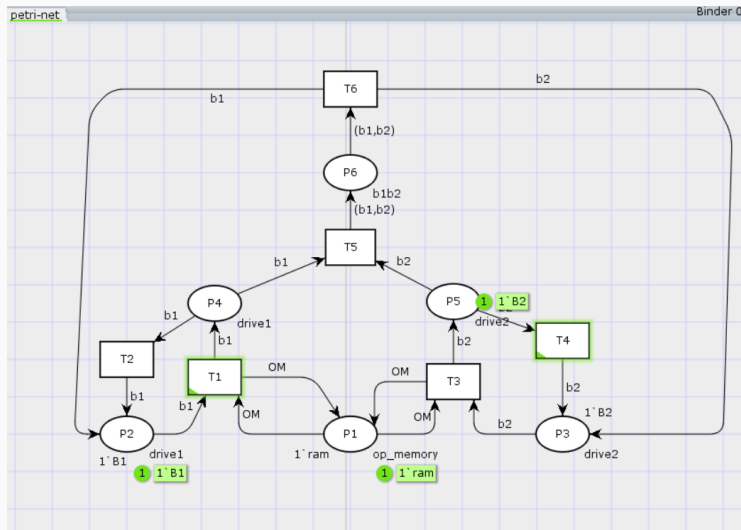 petri-net
Binder 0
T6
b1
b2
(b1,b2)
P6
b1b2
(b1,b2)
T5
b1
b2
P4
drive1
P5
1 1`B2
drive2
b1
b1
b2
T4
T2
T1
OM
OM
T3
b2
b1
b1
OM
OM
b2
1`B2
P2
drive1
P1
P3
1`B1
1`ram
op_memory
drive2
1 1`B1
1 1`ram